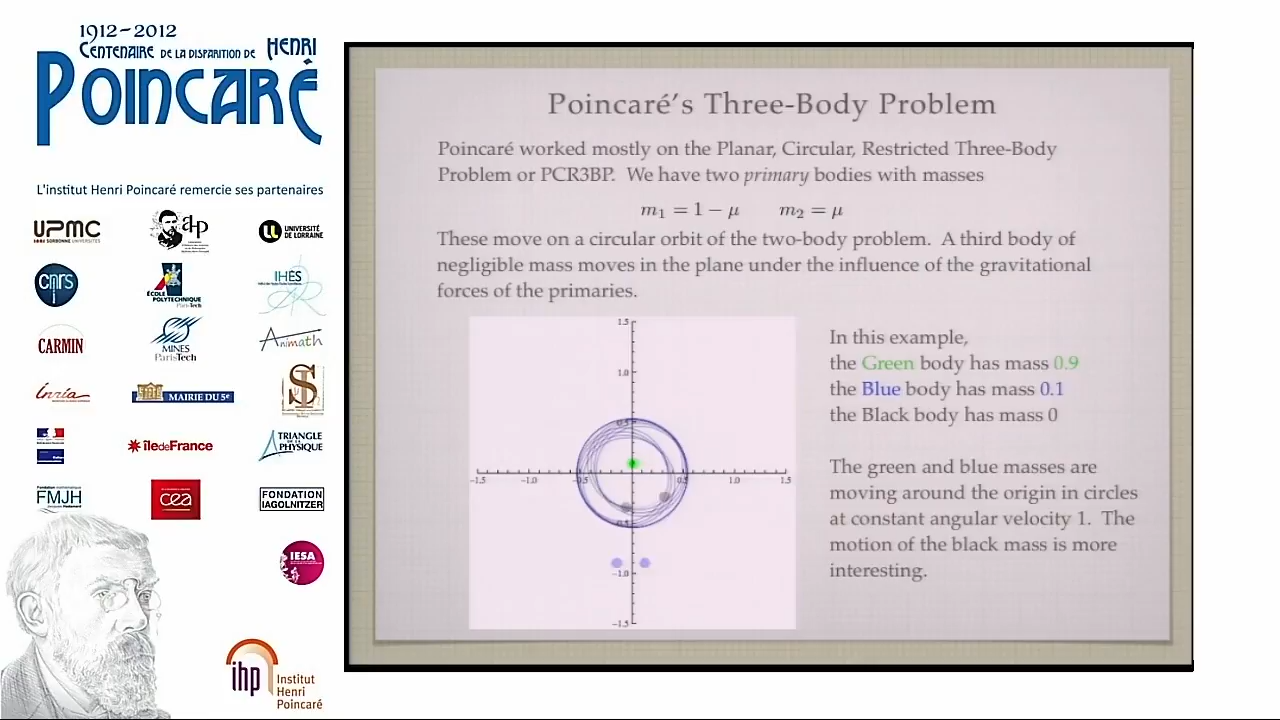 1912-2012
CENTENAIRE DE LA DISPARITION DE HENRI
POINCARÉ
L'institut Henri Poincaré remercie ses partenaires
UPMC
SORBONNE UNIVERSITÉS
ahp
UNIVERSITÉ
DE LORRAINE
cnrs
ÉCOLE
POLYTECHNIQUE
ParisTech
IHÉS
CARMIN
MINES
ParisTech
Animath
inria
MAIRIE DU 5e
S
îledeFrance
TRIANGLE
DE LA
PHYSIQUE
FMJH
cea
FONDATION
IAGOLNITZER
IESA
ihp
Institut
Henri
Poincaré
Poincaré's Three-Body Problem
Poincaré worked mostly on the Planar, Circular, Restricted Three-Body
Problem or PCR3BP. We have two primary bodies with masses
m₁ = 1 − μ m₂ = μ
These move on a circular orbit of the two-body problem. A third body of
negligible mass moves in the plane under the influence of the gravitational
forces of the primaries.
1.5
1.0
0.5
-1.5 -1.0 -0.5 0.5 1.0 1.5
-0.5
-1.0
-1.5
In this example,
the Green body has mass 0.9
the Blue body has mass 0.1
the Black body has mass 0
The green and blue masses are
moving around the origin in circles
at constant angular velocity 1. The
motion of the black mass is more
interesting.